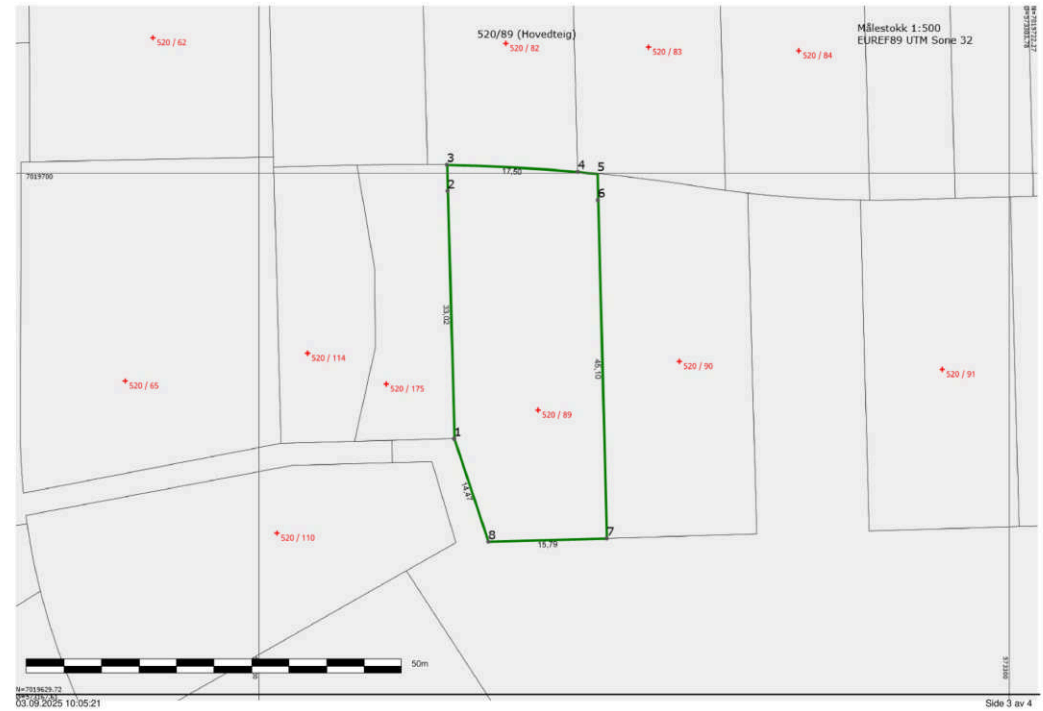 520/89 (Hovedteig)
Målestokk 1:500
EUREF89 UTM Sone 32
N=7019722.27
520 / 62
520 / 82
520 / 83
520 / 84
3
4
5
17,50
7019700
2
6
33,02
45,10
520 / 114
520 / 175
520 / 65
520 / 90
520 / 91
520 / 89
1
14,47
8
7
15,79
520 / 110
50m
573300
N=7019629.72
03.09.2025 10:05:21
Side 3 av 4